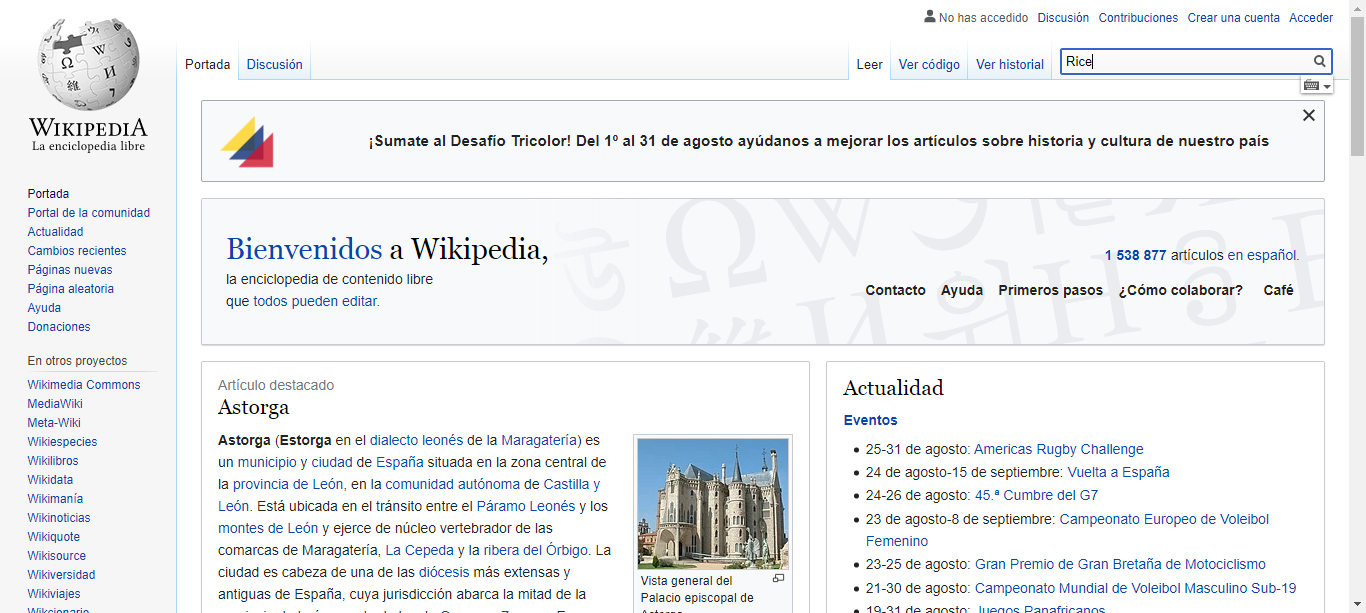 No has accedido Discusión Contribuciones Crear una cuenta Acceder
Portada Discusión Leer Ver código Ver historial Rice
WIKIPEDIA
La enciclopedia libre
¡Sumate al Desafío Tricolor! Del 1º al 31 de agosto ayúdanos a mejorar los artículos sobre historia y cultura de nuestro país
Portada
Portal de la comunidad
Actualidad
Cambios recientes
Páginas nuevas
Página aleatoria
Ayuda
Donaciones
En otros proyectos
Wikimedia Commons
MediaWiki
Meta-Wiki
Wikiespecies
Wikilibros
Wikidata
Wikimanía
Wikinoticias
Wikiquote
Wikisource
Wikiversidad
Wikiviajes
Wikcionario
Bienvenidos a Wikipedia,
la enciclopedia de contenido libre
que todos pueden editar.
1 538 877 artículos en español.
Contacto Ayuda Primeros pasos ¿Cómo colaborar? Café
Artículo destacado
Astorga
Astorga (Estorga en el dialecto leonés de la Maragatería) es
un municipio y ciudad de España situada en la zona central de
la provincia de León, en la comunidad autónoma de Castilla y
León. Está ubicada en el tránsito entre el Páramo Leonés y los
montes de León y ejerce de núcleo vertebrador de las
comarcas de Maragatería, La Cepeda y la ribera del Órbigo. La
ciudad es cabeza de una de las diócesis más extensas y
antiguas de España, cuya jurisdicción abarca la mitad de la
Vista general del
Palacio episcopal de
Actualidad
Eventos
25-31 de agosto: Americas Rugby Challenge
24 de agosto-15 de septiembre: Vuelta a España
24-26 de agosto: 45.ª Cumbre del G7
23 de agosto-8 de septiembre: Campeonato Europeo de Voleibol
Femenino
23-25 de agosto: Gran Premio de Gran Bretaña de Motociclismo
21-30 de agosto: Campeonato Mundial de Voleibol Masculino Sub-19
19-31 de agosto: Juegos Panafricanos